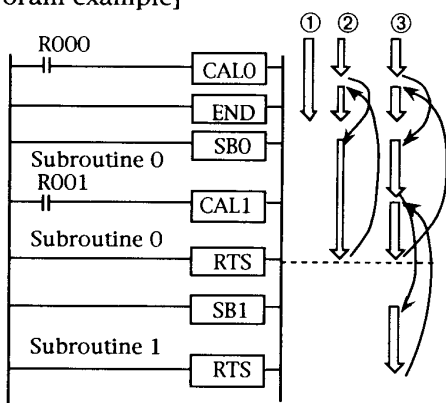 gram example]
① ② ③
R000
CAL0
END
SB0
Subroutine 0
R001
CAL1
Subroutine 0
RTS
SB1
Subroutine 1
RTS